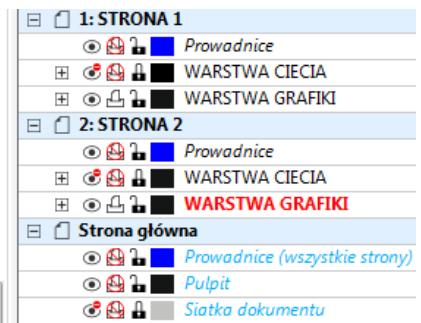 1: STRONA 1
Prowadnice
WARSTWA CIECIA
WARSTWA GRAFIKI
2: STRONA 2
Prowadnice
WARSTWA CIECIA
WARSTWA GRAFIKI
Strona główna
Prowadnice (wszystkie strony)
Pulpit
Siatka dokumentu